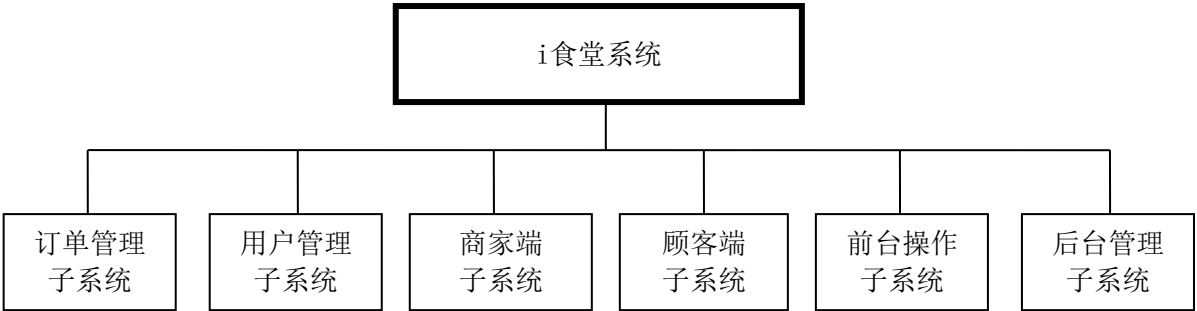 i食堂系统
订单管理
子系统
用户管理
子系统
商家端
子系统
顾客端
子系统
前台操作
子系统
后台管理
子系统